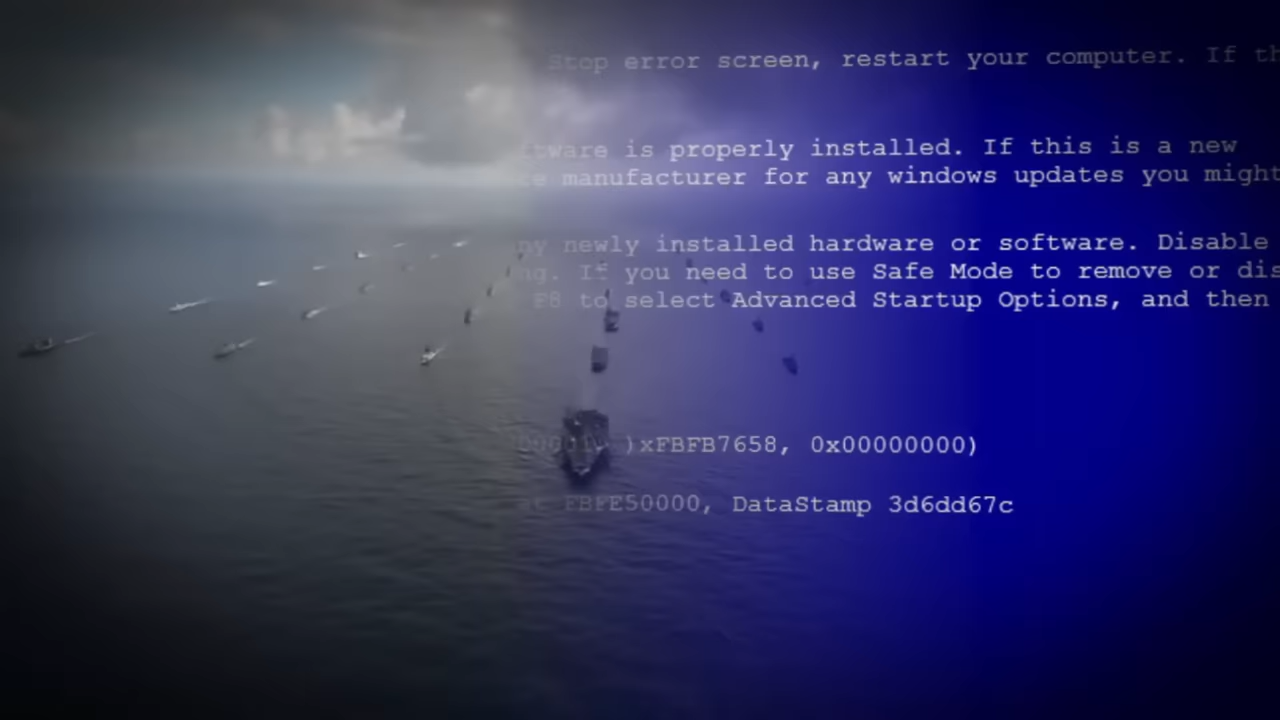 Stop error screen, restart your computer. If th
ftware is properly installed. If this is a new
ce manufacturer for any windows updates you might
ny newly installed hardware or software. Disable
ng. If you need to use Safe Mode to remove or dis
F8 to select Advanced Startup Options, and then
)xFBFB7658, 0x00000000)
FBFE50000, DataStamp 3d6dd67c